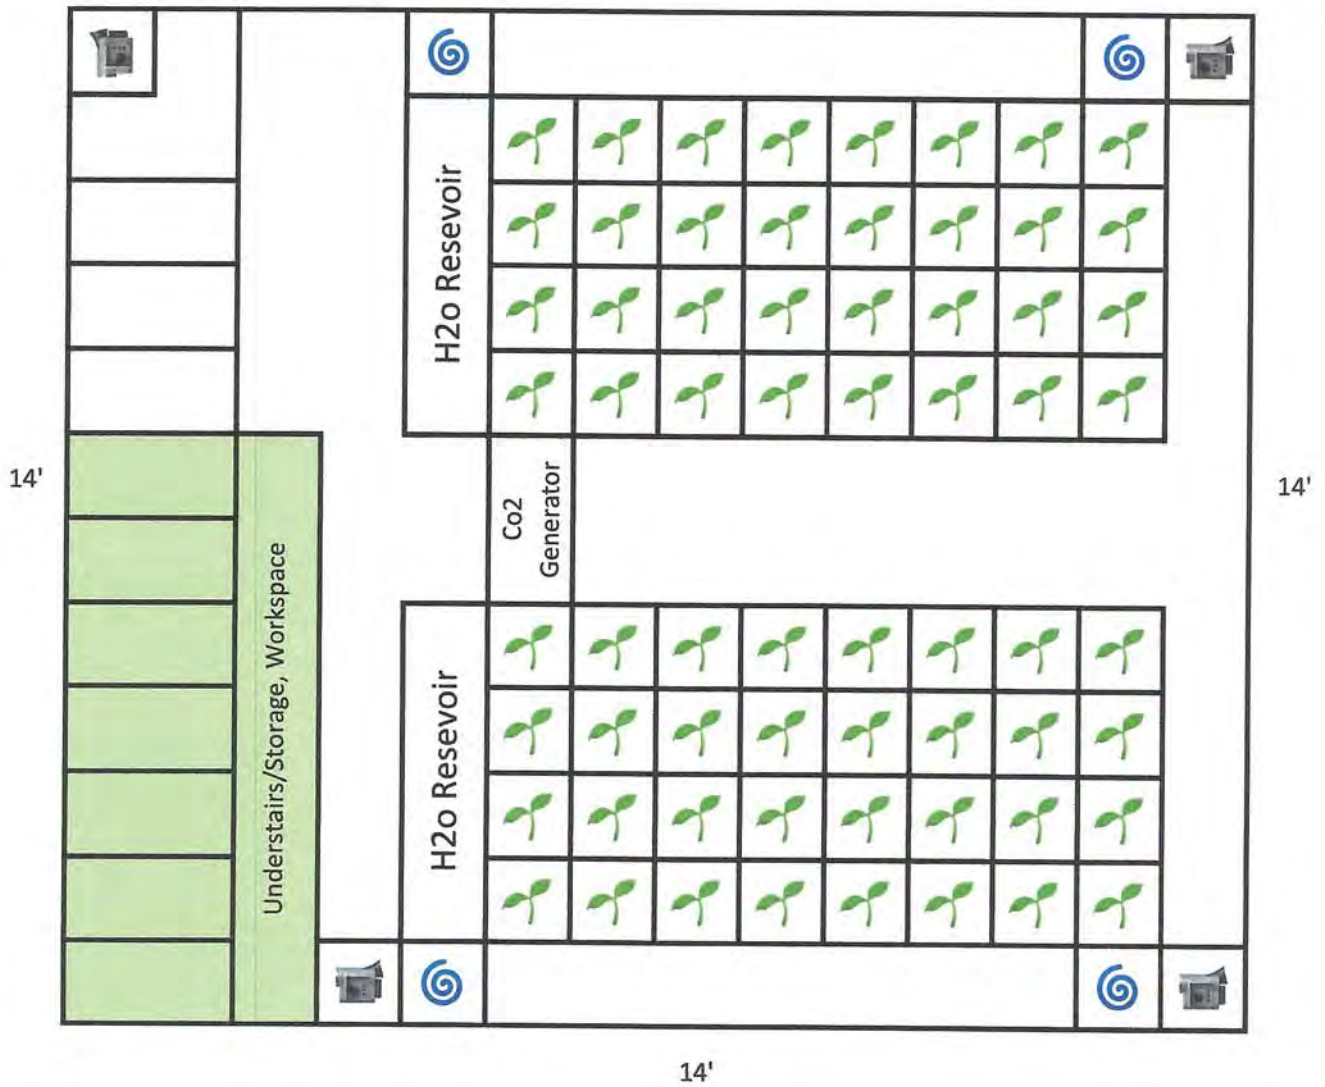 H2o Resevoir
14'
14'
Co2
Generator
Understairs/Storage, Workspace
H2o Resevoir
14'